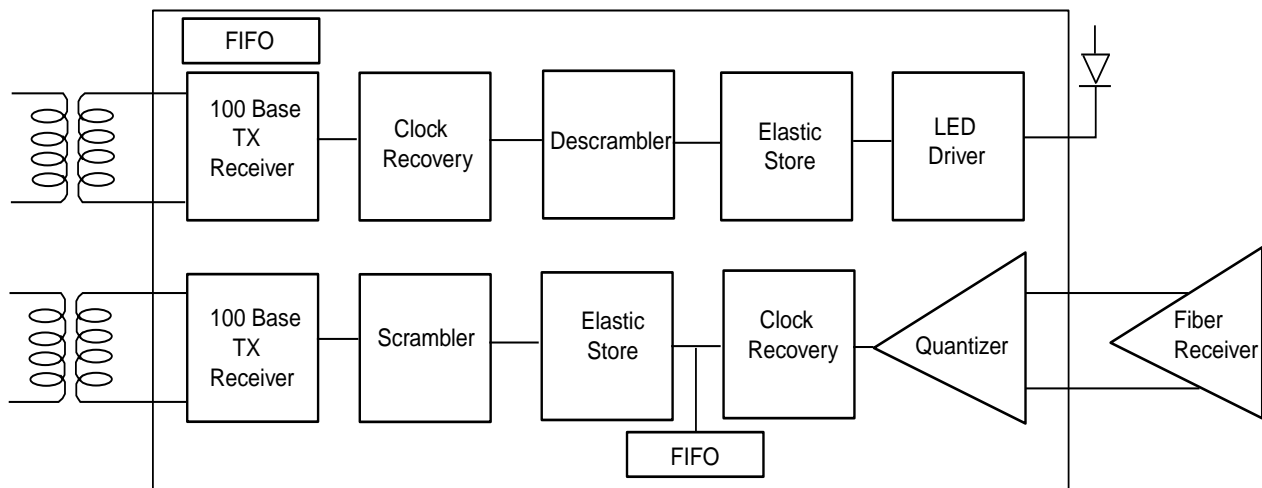 FIFO
100 Base
TX
Receiver
Clock
Recovery
Descrambler
Elastic
Store
LED
Driver
100 Base
TX
Receiver
Scrambler
Elastic
Store
Clock
Recovery
Quantizer
Fiber
Receiver
FIFO